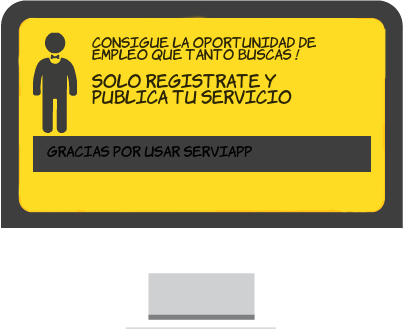 CONSIGUE LA OPORTUNIDAD DE
EMPLEO QUE TANTO BUSCAS !
SOLO REGISTRATE Y
PUBLICA TU SERVICIO
GRACIAS POR USAR SERVIAPP